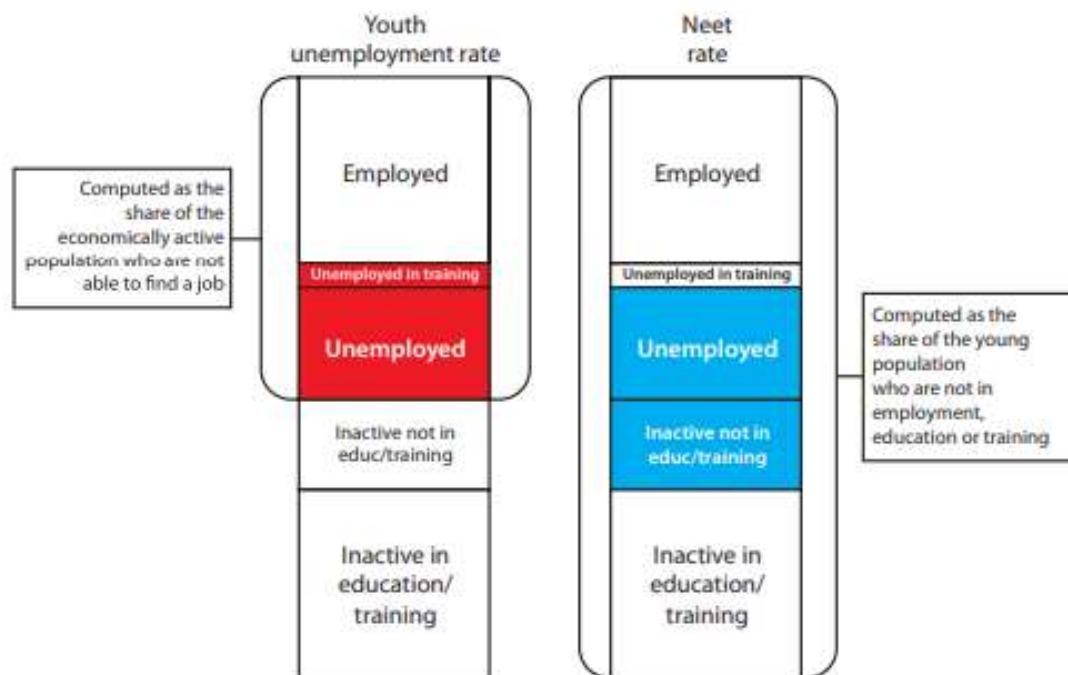 Youth
unemployment rate
Neet
rate
Computed as the
share of the
economically active
population who are not
able to find a job
Employed
Unemployed in training
Unemployed
Inactive not in
educ/training
Inactive in
education/
training
Employed
Unemployed in training
Unemployed
Inactive not in
educ/training
Inactive in
education/
training
Computed as the
share of the young
population
who are not in
employment,
education or training